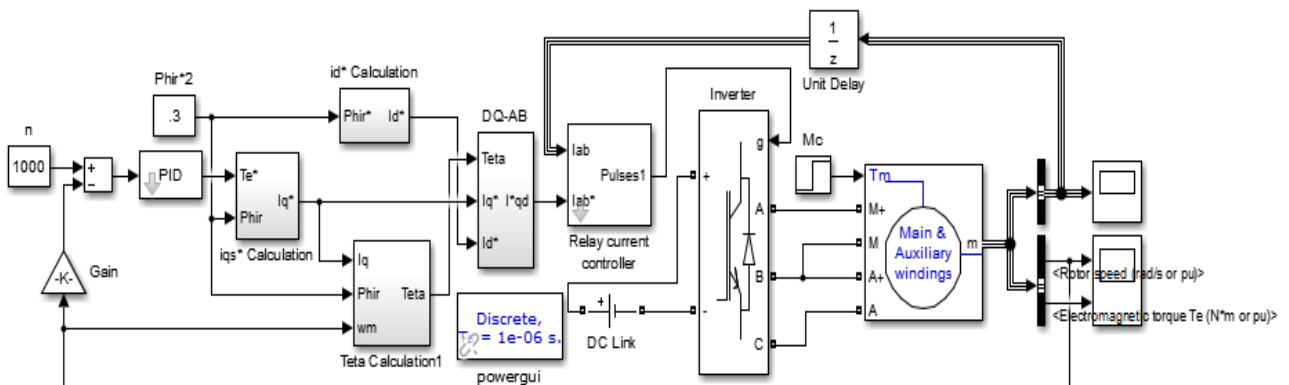 Phir*2
.3
id* Calculation
Phir* Id*
n
1000
+
−
PID
Te*
Iq*
Phir
iqs* Calculation
-K-
Gain
Iq
Phir
Teta
wm
Teta Calculation1
DQ-AB
Teta
Iq* I*qd
Id*
Iab
Pulses1
Iab*
Relay current
controller
Discrete,
= 1e-06 s.
powergui
+
DC Link
Inverter
g
+
A
B
-
C
1
z
Unit Delay
Mc
Tm
M+
M
A+
A
m
Main &
Auxiliary
windings
<Rotor speed (rad/s or pu)>
<Electromagnetic torque Te (N*m or pu)>